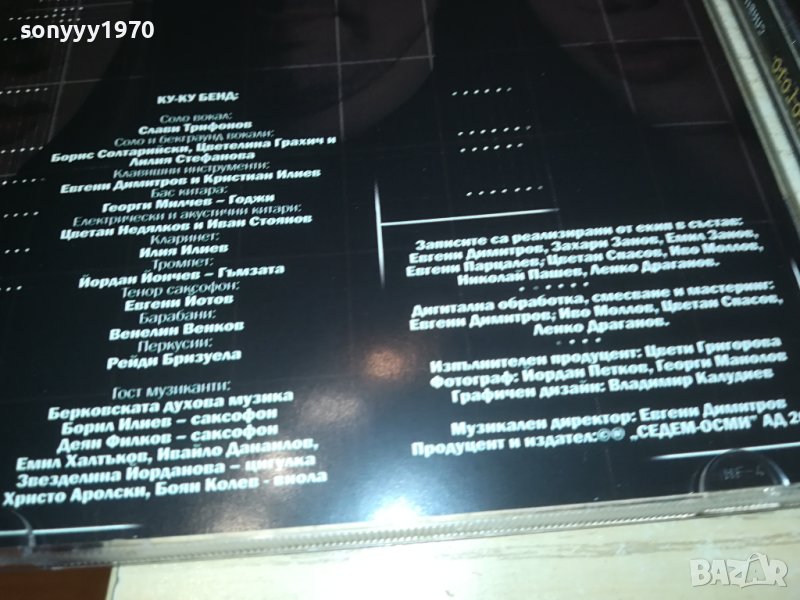 sonyyy1970
КУ-КУ БЕНД:
Соло вокал:
Слави Трифонов
Соло и бекграунд вокали:
Борис Солтарийски, Цветелина Грахич и
Лилия Стефанова
Клавишни инструменти:
Евгени Димитров и Кристиан Илиев
Бас китара:
Георги Милчев – Годжи
Електрически и акустични китари:
Цветан Недялков и Иван Стоянов
Кларинет:
Илия Илиев
Тромпет:
Йордан Йончев – Гъмзата
Тенор саксофон:
Евгени Йотов
Барабани:
Венелин Венков
Перкусии:
Рейди Бризуела
Гост музиканти:
Берковската духова музика
Борил Илиев – саксофон
Деян Филков – саксофон
Емил Халтъков, Ивайло Данаилов,
Звезделина Йорданова – цигулка
Христо Аролски, Боян Колев - виола
Записите са реализирани от екип в състав:
Евгени Димитров, Захари Занов, Емил Занов,
Евгени Парцалев; Цветан Спасов, Иво Моллов,
Николай Пашев, Ленко Драганов.
Дигитална обработка, смесване и мастеринг:
Евгени Димитров; Иво Моллов, Цветан Спасов,
Ленко Драганов.
Изпълнителен продуцент: Цвети Григорова
Фотограф: Йордан Петков, Георги Манолов
Графичен дизайн: Владимир Калудиев
Музикален директор: Евгени Димитров
Продуцент и издател:©℗ „СЕДЕМ-ОСМИ" АД
MF-4
BAZAR